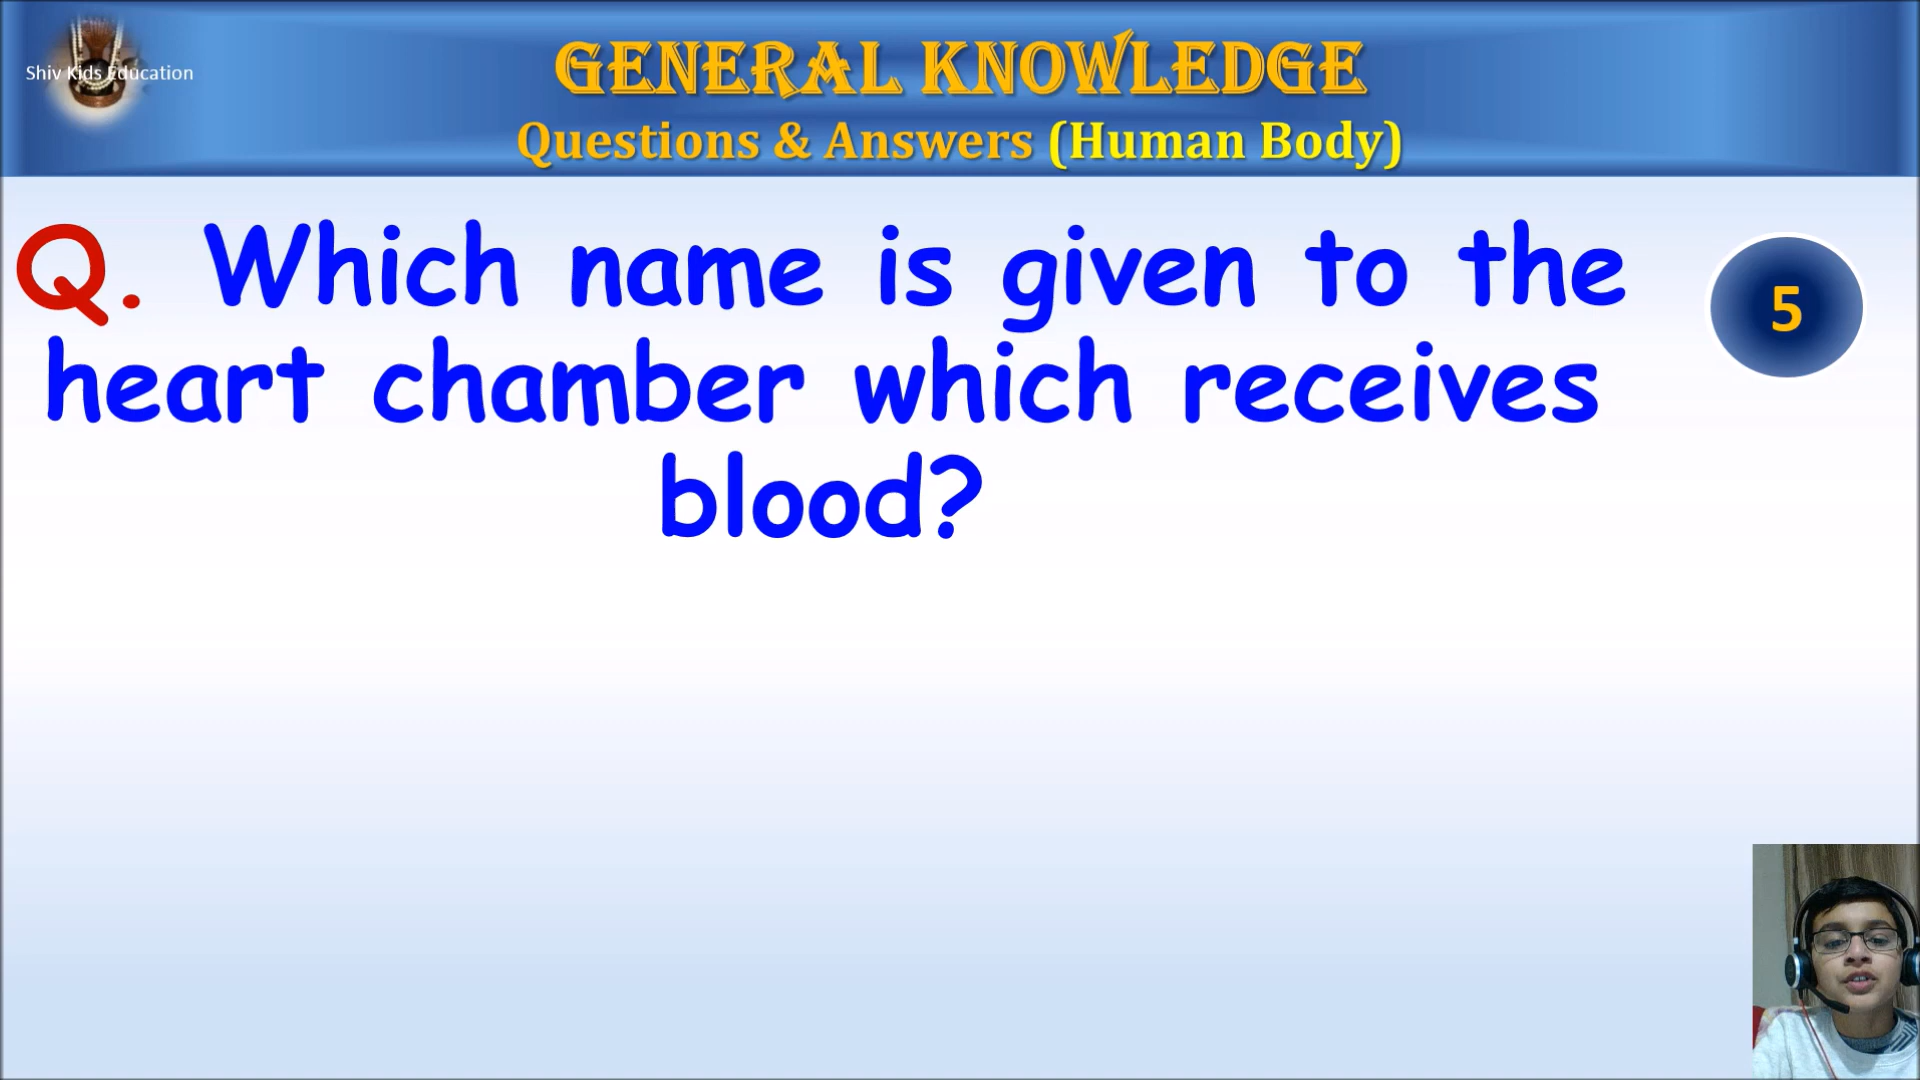 Shiv Kids Education
GENERAL KNOWLEDGE
Questions & Answers (Human Body)
Q. Which name is given to the
heart chamber which receives
blood?
5